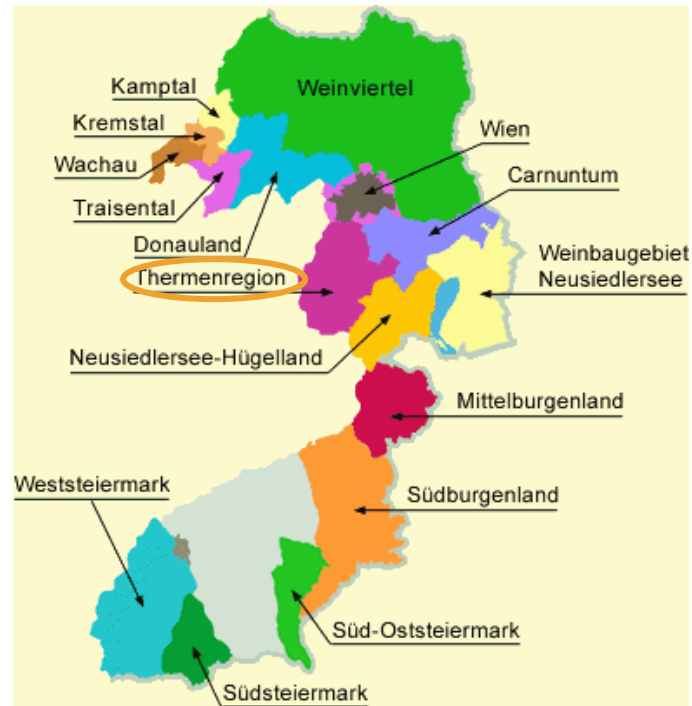 Weinviertel
Kamptal
Kremstal
Wien
Wachau
Carnuntum
Traisental
Donauland
Weinbaugebiet
Neusiedlersee
Thermenregion
Neusiedlersee-Hügelland
Mittelburgenland
Weststeiermark
Südburgenland
Süd-Oststeiermark
Südsteiermark